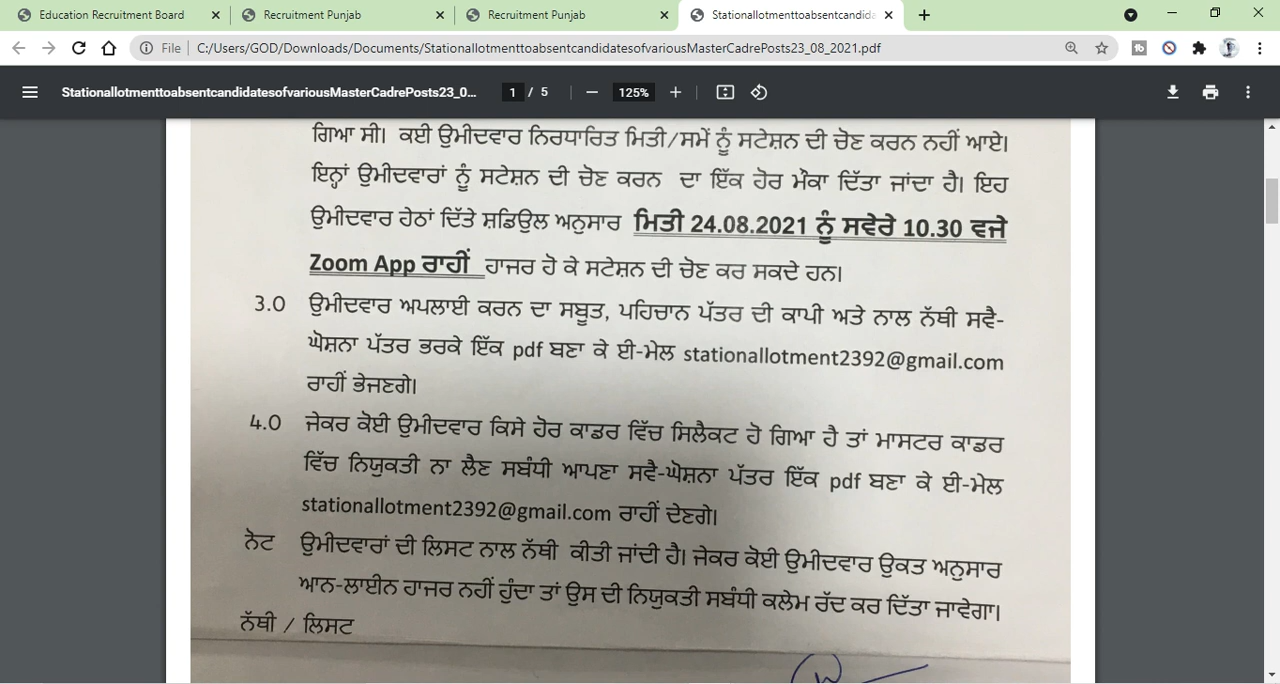 Education Recruitment Board
Recruitment Punjab
Recruitment Punjab
Stationallotmenttoabsentcandida
File | C:/Users/GOD/Downloads/Documents/StationallotmenttoabsentcandidatesofvariousMasterCadrePosts23_08_2021.pdf
StationallotmenttoabsentcandidatesofvariousMasterCadrePosts23_0... 1 / 5 125%
ਗਿਆ ਸੀ। ਕਈ ਉਮੀਦਵਾਰ ਨਿਰਧਾਰਿਤ ਮਿਤੀ/ਸਮੇਂ ਨੂੰ ਸਟੇਸ਼ਨ ਦੀ ਚੋਣ ਕਰਨ ਨਹੀਂ ਆਏ।
ਇਨ੍ਹਾਂ ਉਮੀਦਵਾਰਾਂ ਨੂੰ ਸਟੇਸ਼ਨ ਦੀ ਚੋਣ ਕਰਨ ਦਾ ਇੱਕ ਹੋਰ ਮੌਕਾ ਦਿੱਤਾ ਜਾਂਦਾ ਹੈ। ਇਹ
ਉਮੀਦਵਾਰ ਹੇਠਾਂ ਦਿੱਤੇ ਸ਼ਡਿਉਲ ਅਨੁਸਾਰ ਮਿਤੀ 24.08.2021 ਨੂੰ ਸਵੇਰੇ 10.30 ਵਜੇ
Zoom App ਰਾਹੀਂ ਹਾਜਰ ਹੋ ਕੇ ਸਟੇਸ਼ਨ ਦੀ ਚੋਣ ਕਰ ਸਕਦੇ ਹਨ।
3.0 ਉਮੀਦਵਾਰ ਅਪਲਾਈ ਕਰਨ ਦਾ ਸਬੂਤ, ਪਹਿਚਾਨ ਪੱਤਰ ਦੀ ਕਾਪੀ ਅਤੇ ਨਾਲ ਨੱਥੀ ਸਵੈ-
ਘੋਸ਼ਨਾ ਪੱਤਰ ਭਰਕੇ ਇੱਕ pdf ਬਣਾ ਕੇ ਈ-ਮੇਲ stationallotment2392@gmail.com
ਰਾਹੀਂ ਭੇਜਣਗੇ।
4.0 ਜੇਕਰ ਕੋਈ ਉਮੀਦਵਾਰ ਕਿਸੇ ਹੋਰ ਕਾਡਰ ਵਿੱਚ ਸਿਲੈਕਟ ਹੋ ਗਿਆ ਹੈ ਤਾਂ ਮਾਸਟਰ ਕਾਡਰ
ਵਿੱਚ ਨਿਯੁਕਤੀ ਨਾ ਲੈਣ ਸਬੰਧੀ ਆਪਣਾ ਸਵੈ-ਘੋਸ਼ਨਾ ਪੱਤਰ ਇੱਕ pdf ਬਣਾ ਕੇ ਈ-ਮੇਲ
stationallotment2392@gmail.com ਰਾਹੀਂ ਦੇਣਗੇ।
ਨੋਟ ਉਮੀਦਵਾਰਾਂ ਦੀ ਲਿਸਟ ਨਾਲ ਨੱਥੀ ਕੀਤੀ ਜਾਂਦੀ ਹੈ। ਜੇਕਰ ਕੋਈ ਉਮੀਦਵਾਰ ਉਕਤ ਅਨੁਸਾਰ
ਆਨ-ਲਾਈਨ ਹਾਜਰ ਨਹੀਂ ਹੁੰਦਾ ਤਾਂ ਉਸ ਦੀ ਨਿਯੁਕਤੀ ਸਬੰਧੀ ਕਲੇਮ ਰੱਦ ਕਰ ਦਿੱਤਾ ਜਾਵੇਗਾ।
ਨੱਥੀ / ਲਿਸਟ